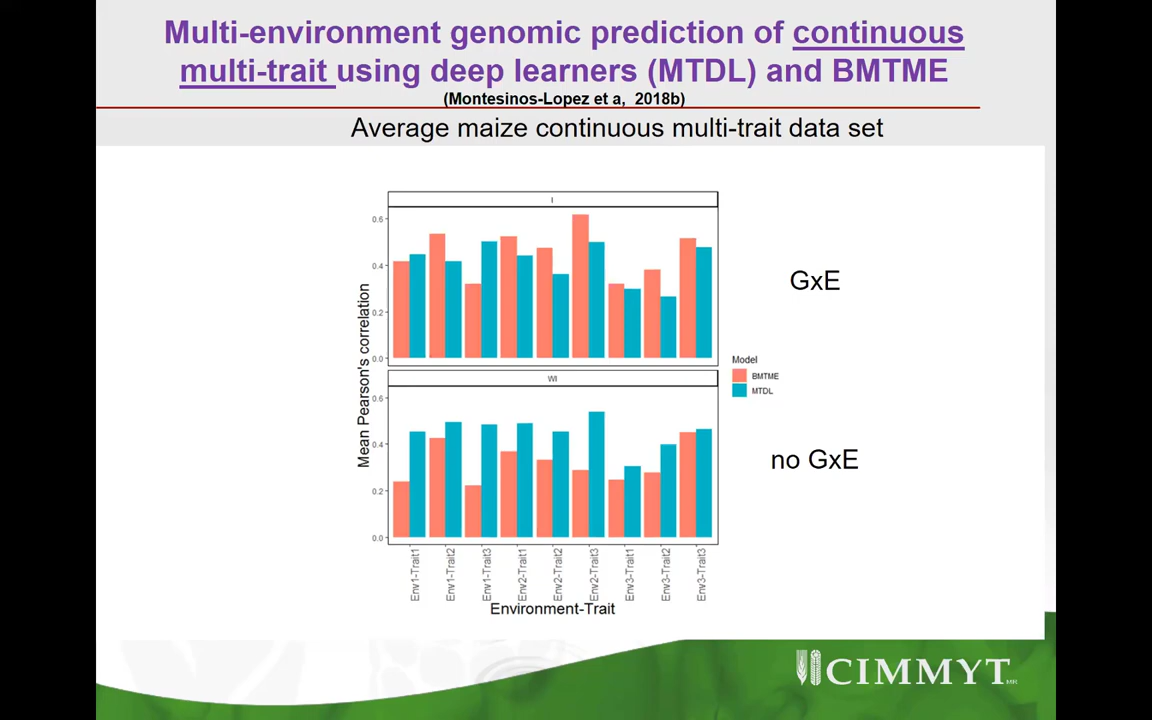 Multi-environment genomic prediction of continuous
multi-trait using deep learners (MTDL) and BMTME
(Montesinos-Lopez et a, 2018b)
Average maize continuous multi-trait data set
I
0.6
0.4
0.2
0.0
GxE
WI
0.6
0.4
0.2
0.0
no GxE
Mean Pearson's correlation
Model
BMTME
MTDL
Env1-Trait1
Env1-Trait2
Env1-Trait3
Env2-Trait1
Env2-Trait2
Env2-Trait3
Env3-Trait1
Env3-Trait2
Env3-Trait3
Environment-Trait
CIMMYT
MR